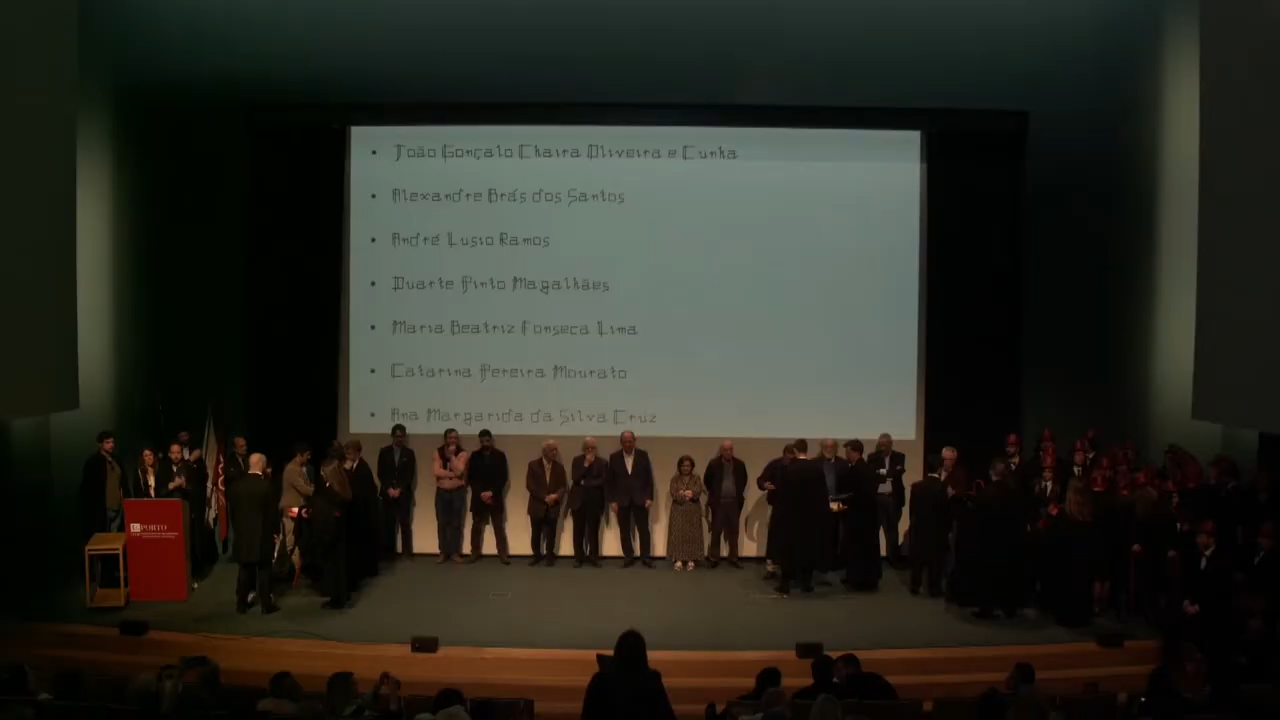 • João Gonçalo Chaira Oliveira e Cunha
• Alexandre Brás dos Santos
• André Lusio Ramos
• Duarte Pinto Magalhães
• Maria Beatriz Fonseca Lima
• Catarina Pereira Mourato
• Ana Margarida da Silva Cruz
PORTO